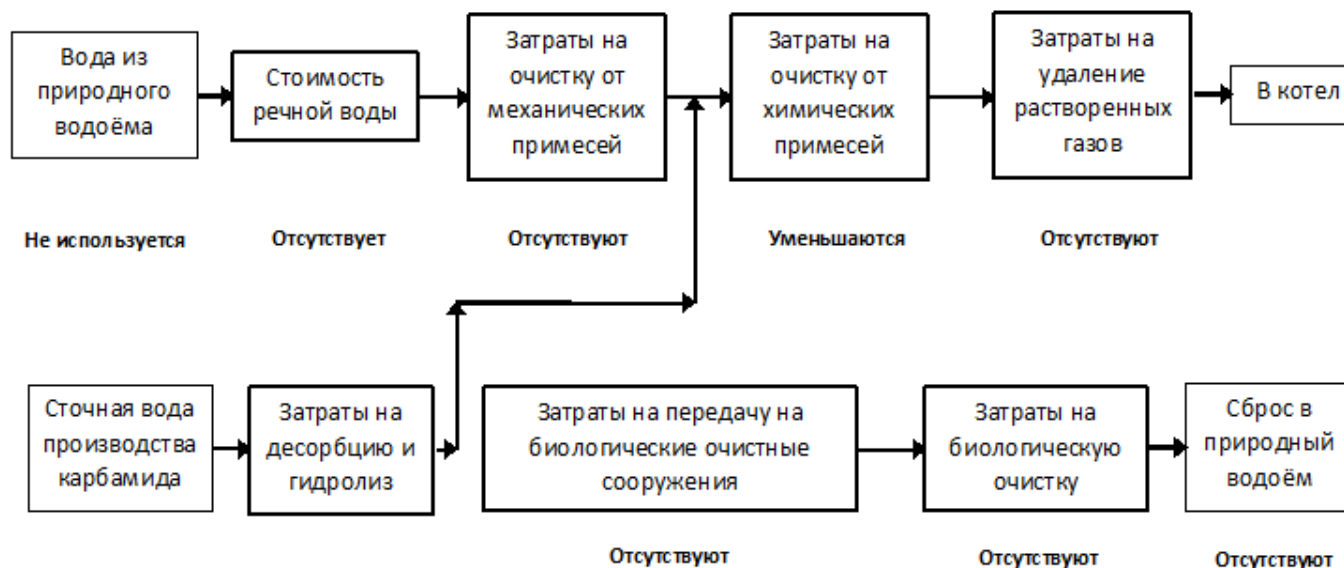 Вода из
природного
водоёма
Стоимость
речной воды
Затраты на
очистку от
механических
примесей
Затраты на
очистку от
химических
примесей
Затраты на
удаление
растворенных
газов
В котел
Не используется
Отсутствует
Отсутствуют
Уменьшаются
Отсутствуют
Сточная вода
производства
карбамида
Затраты на
десорбцию и
гидролиз
Затраты на передачу на
биологические очистные
сооружения
Затраты на
биологическую
очистку
Сброс в
природный
водоём
Отсутствуют
Отсутствуют
Отсутствуют